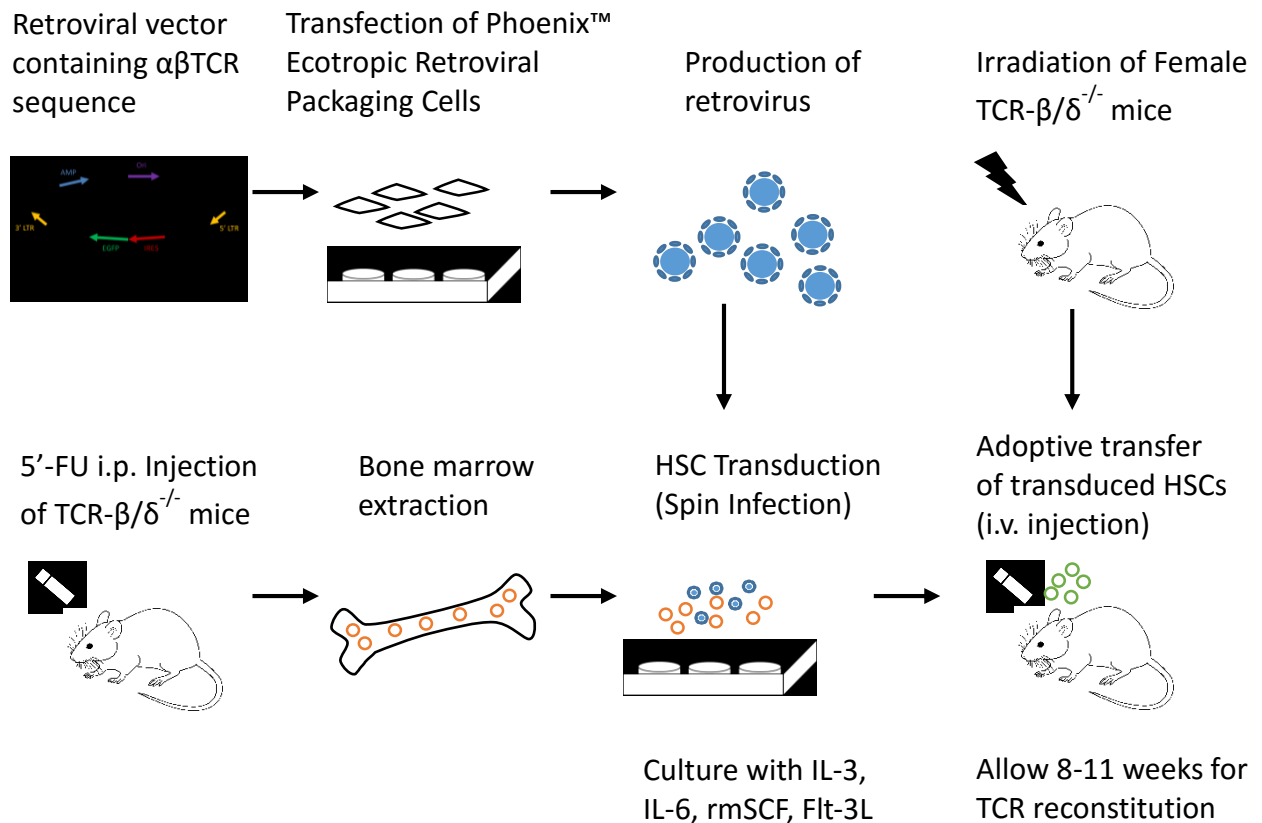 Retroviral vector
containing αβTCR
sequence
Transfection of Phoenix™
Ecotropic Retroviral
Packaging Cells
Production of
retrovirus
Irradiation of Female
TCR-β/δ⁻/⁻ mice
AMP
Ori
3' LTR
5' LTR
EGFP
IRES
5’-FU i.p. Injection
of TCR-β/δ⁻/⁻ mice
Bone marrow
extraction
HSC Transduction
(Spin Infection)
Adoptive transfer
of transduced HSCs
(i.v. injection)
Culture with IL-3,
IL-6, rmSCF, Flt-3L
Allow 8-11 weeks for
TCR reconstitution